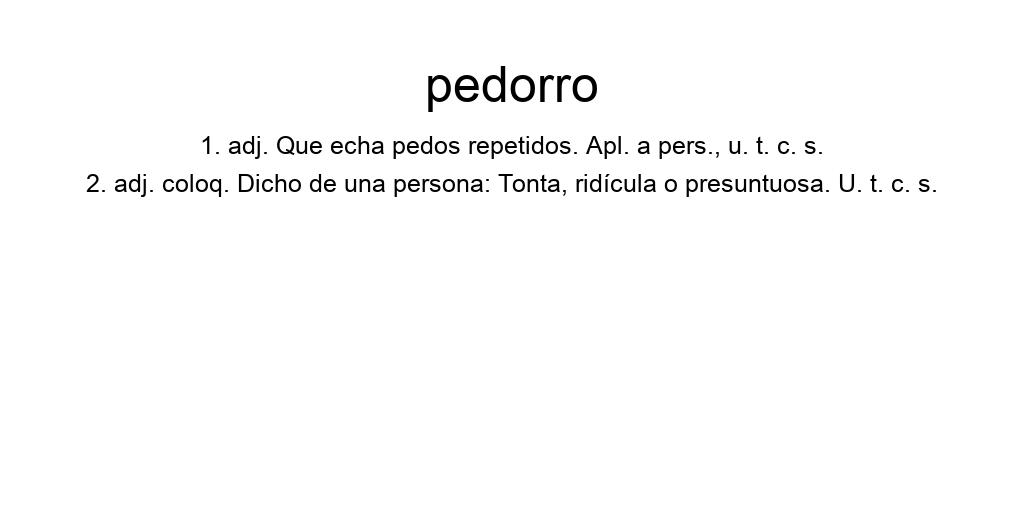 pedorro
1. adj. Que echa pedos repetidos. Apl. a pers., u. t. c. s.
2. adj. coloq. Dicho de una persona: Tonta, ridícula o presuntuosa. U. t. c. s.